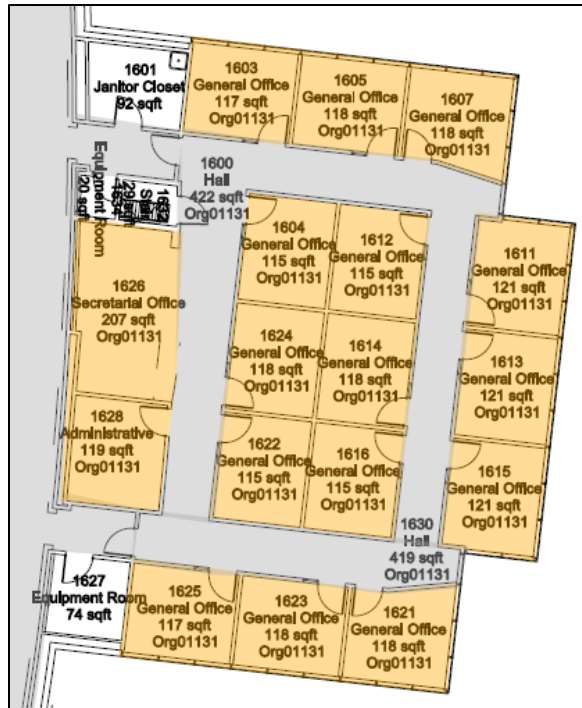 1601
Janitor Closet
92 sqft
1603
General Office
117 sqft
Org01131
1605
General Office
118 sqft
Org01131
1607
General Office
118 sqft
Org01131
1600
Hall
422 sqft
Org01131
Equipment Room
20 sqft
1634
29 sqft
Stair
1632
1604
General Office
115 sqft
Org01131
1612
General Office
115 sqft
Org01131
1611
General Office
121 sqft
Org01131
1626
Secretarial Office
207 sqft
Org01131
1624
General Office
118 sqft
Org01131
1614
General Office
118 sqft
Org01131
1613
General Office
121 sqft
Org01131
1628
Administrative
119 sqft
Org01131
1622
General Office
115 sqft
Org01131
1616
General Office
115 sqft
Org01131
1615
General Office
121 sqft
Org01131
1630
Hall
419 sqft
Org01131
1627
Equipment Room
74 sqft
1625
General Office
117 sqft
Org01131
1623
General Office
118 sqft
Org01131
1621
General Office
118 sqft
Org01131